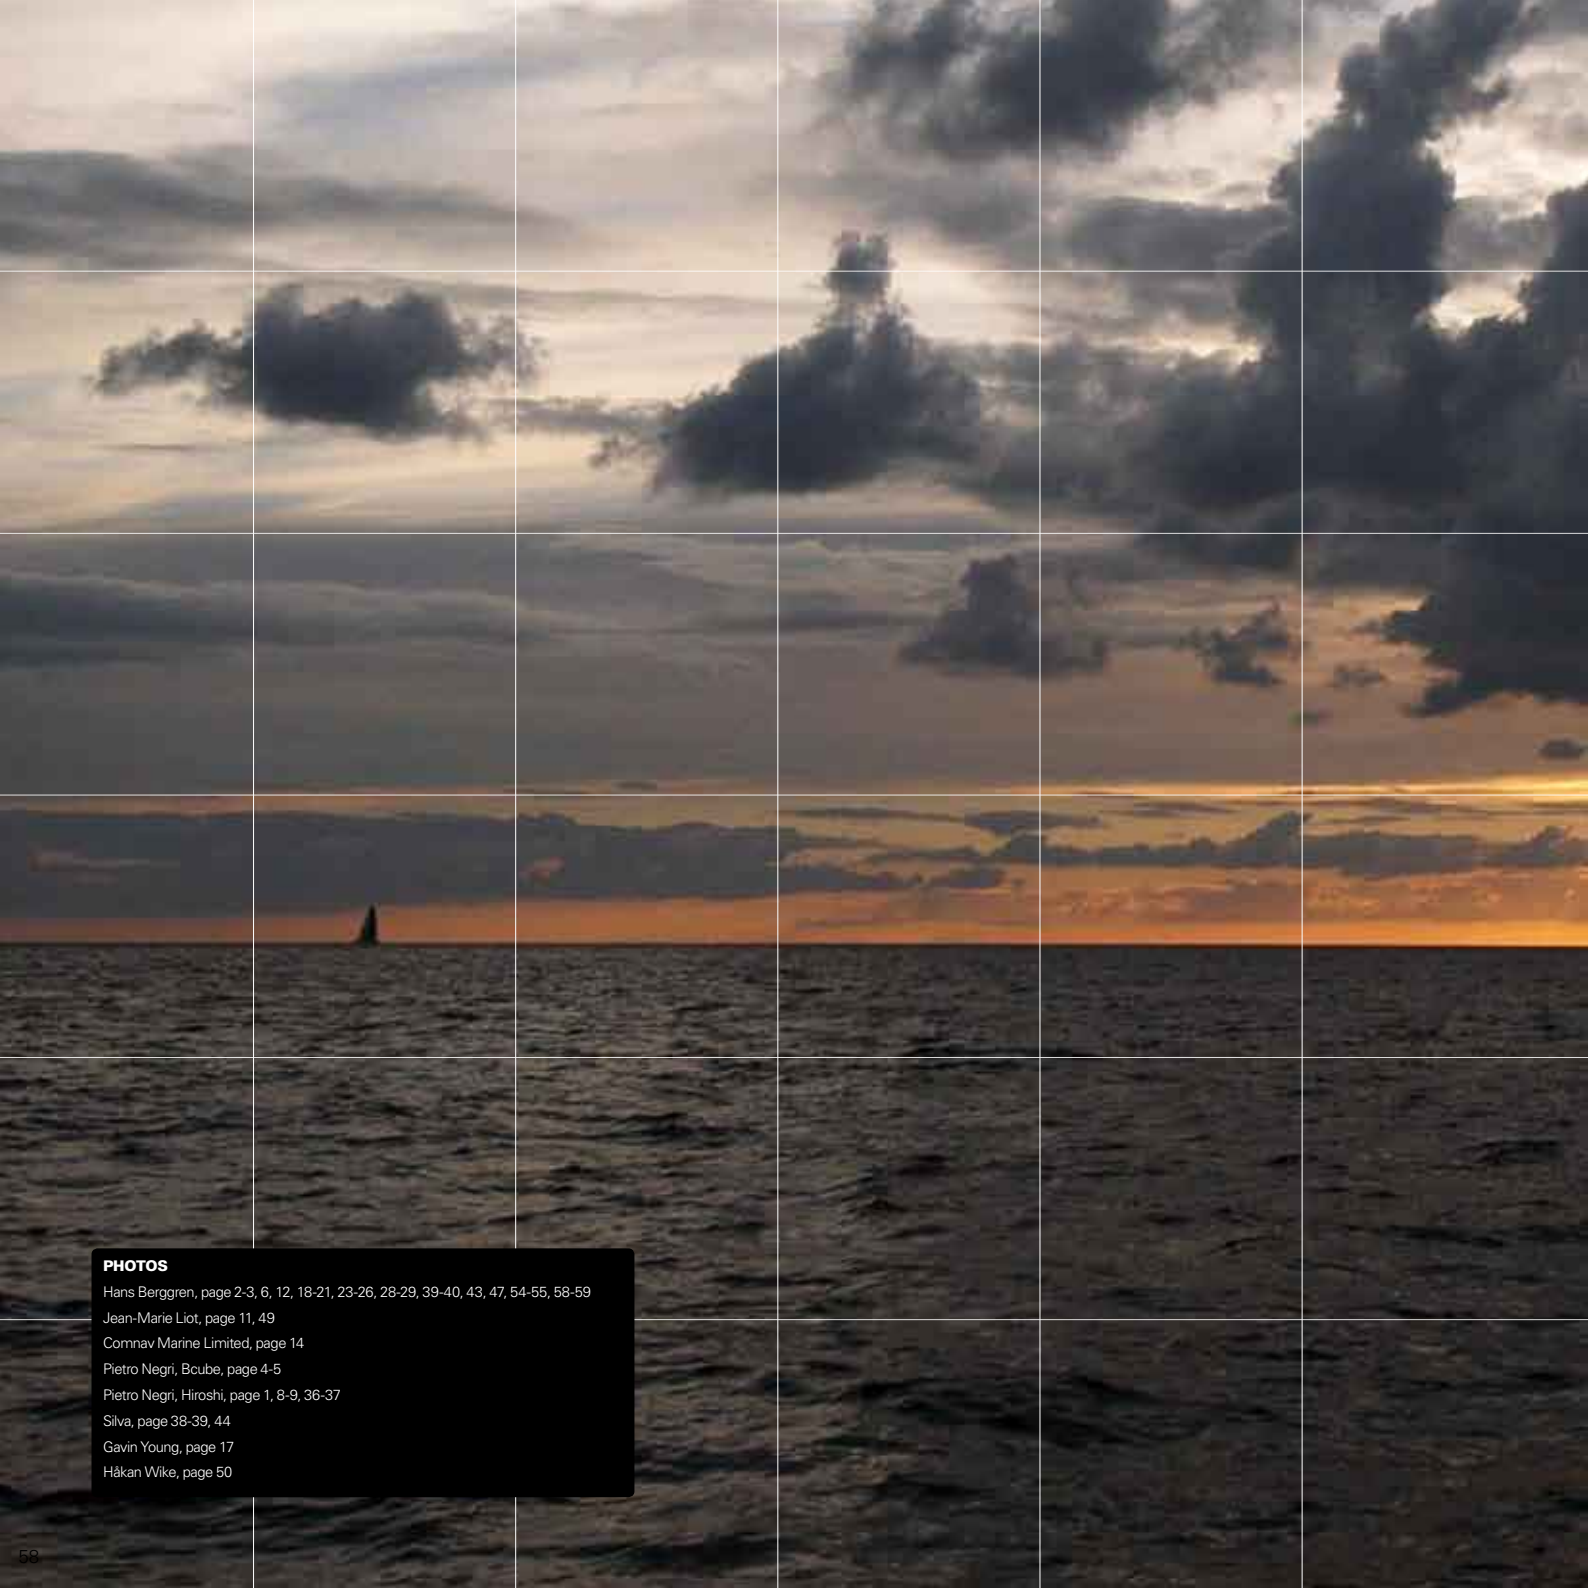 PHOTOS
Hans Berggren, page 2-3, 6, 12, 18-21, 23-26, 28-29, 39-40, 43, 47, 54-55, 58-59
Jean-Marie Liot, page 11, 49
Comnav Marine Limited, page 14
Pietro Negri, Bcube, page 4-5
Pietro Negri, Hiroshi, page 1, 8-9, 36-37
Silva, page 38-39, 44
Gavin Young, page 17
Håkan Wike, page 50
58